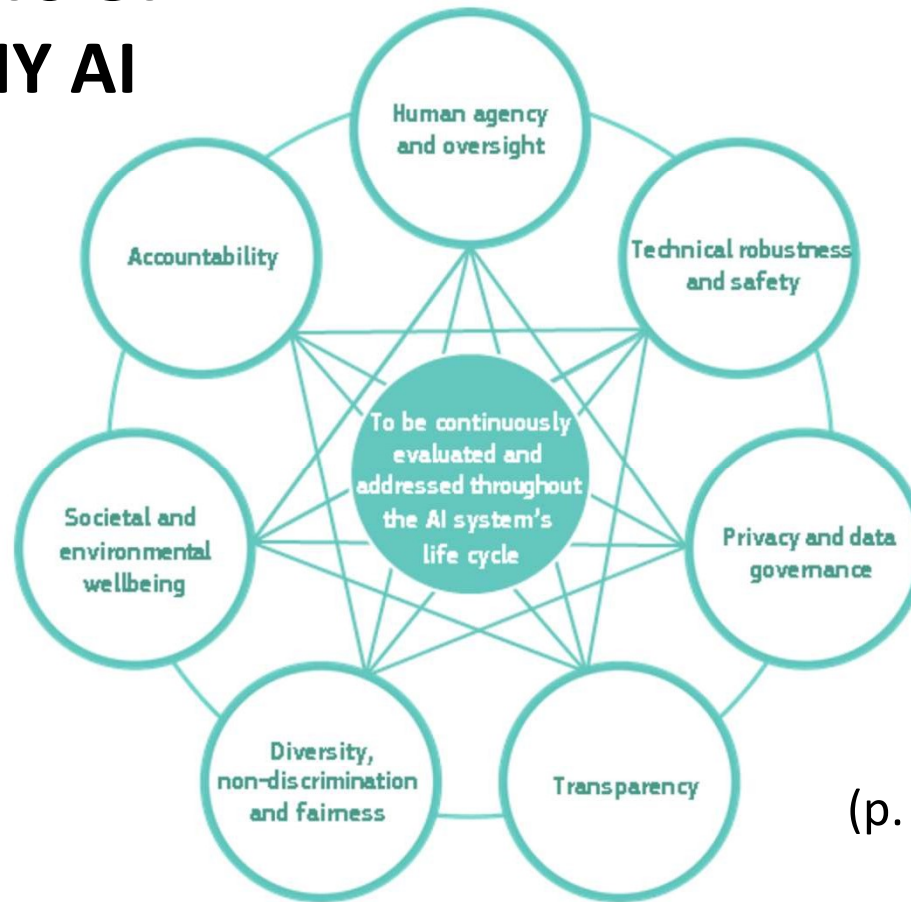 HY AI
Human agency
and oversight
Accountability
Technical robustness
and safety
To be continuously
evaluated and
addressed throughout
the AI system's
life cycle
Societal and
environmental
wellbeing
Privacy and data
governance
Diversity,
non-discrimination
and fairness
Transparency
(p.